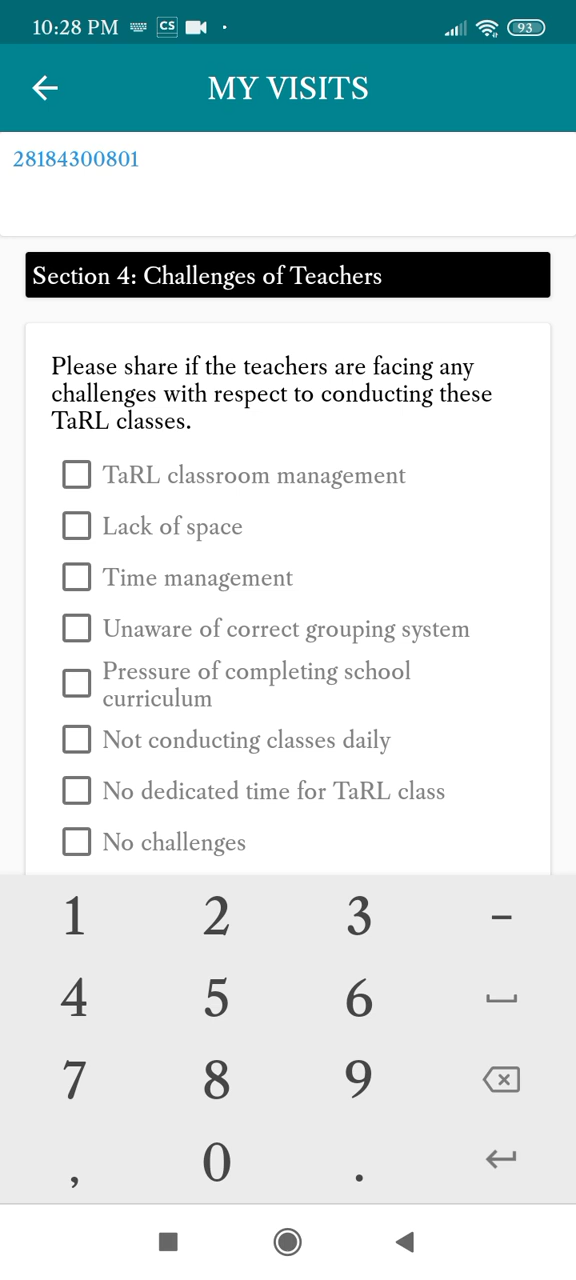 10:28 PM CS 93
MY VISITS
28184300801
Section 4: Challenges of Teachers
Please share if the teachers are facing any
challenges with respect to conducting these
TaRL classes.
TaRL classroom management
Lack of space
Time management
Unaware of correct grouping system
Pressure of completing school
curriculum
Not conducting classes daily
No dedicated time for TaRL class
No challenges
1 2 3 -
4 5 6
7 8 9
, 0 .